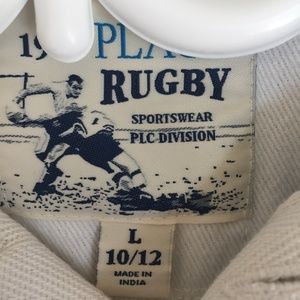 RUGBY
SPORTSWEAR
PLC DIVISION
L
10/12
MADE IN
INDIA